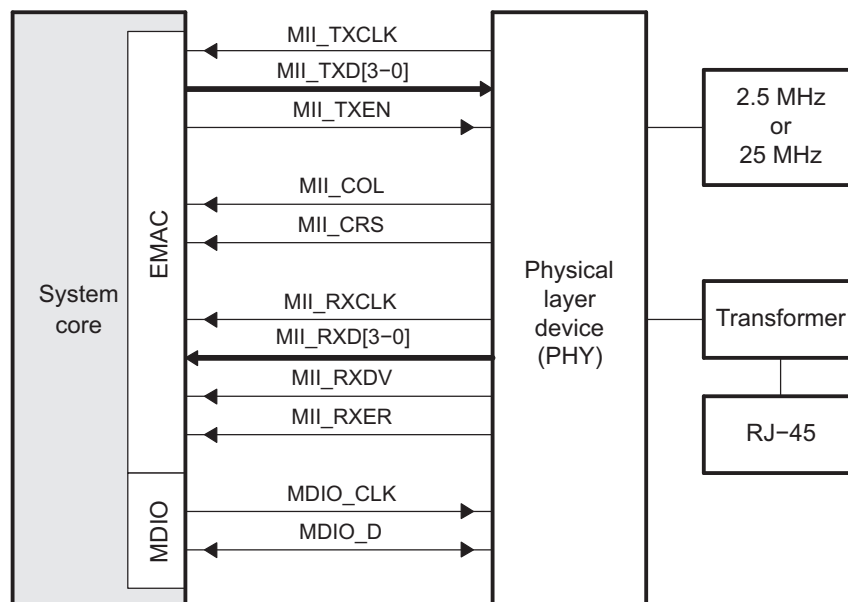 System
core
EMAC
MDIO
MII_TXCLK
MII_TXD[3−0]
MII_TXEN
MII_COL
MII_CRS
MII_RXCLK
MII_RXD[3−0]
MII_RXDV
MII_RXER
MDIO_CLK
MDIO_D
Physical
layer
device
(PHY)
2.5 MHz
or
25 MHz
Transformer
RJ−45